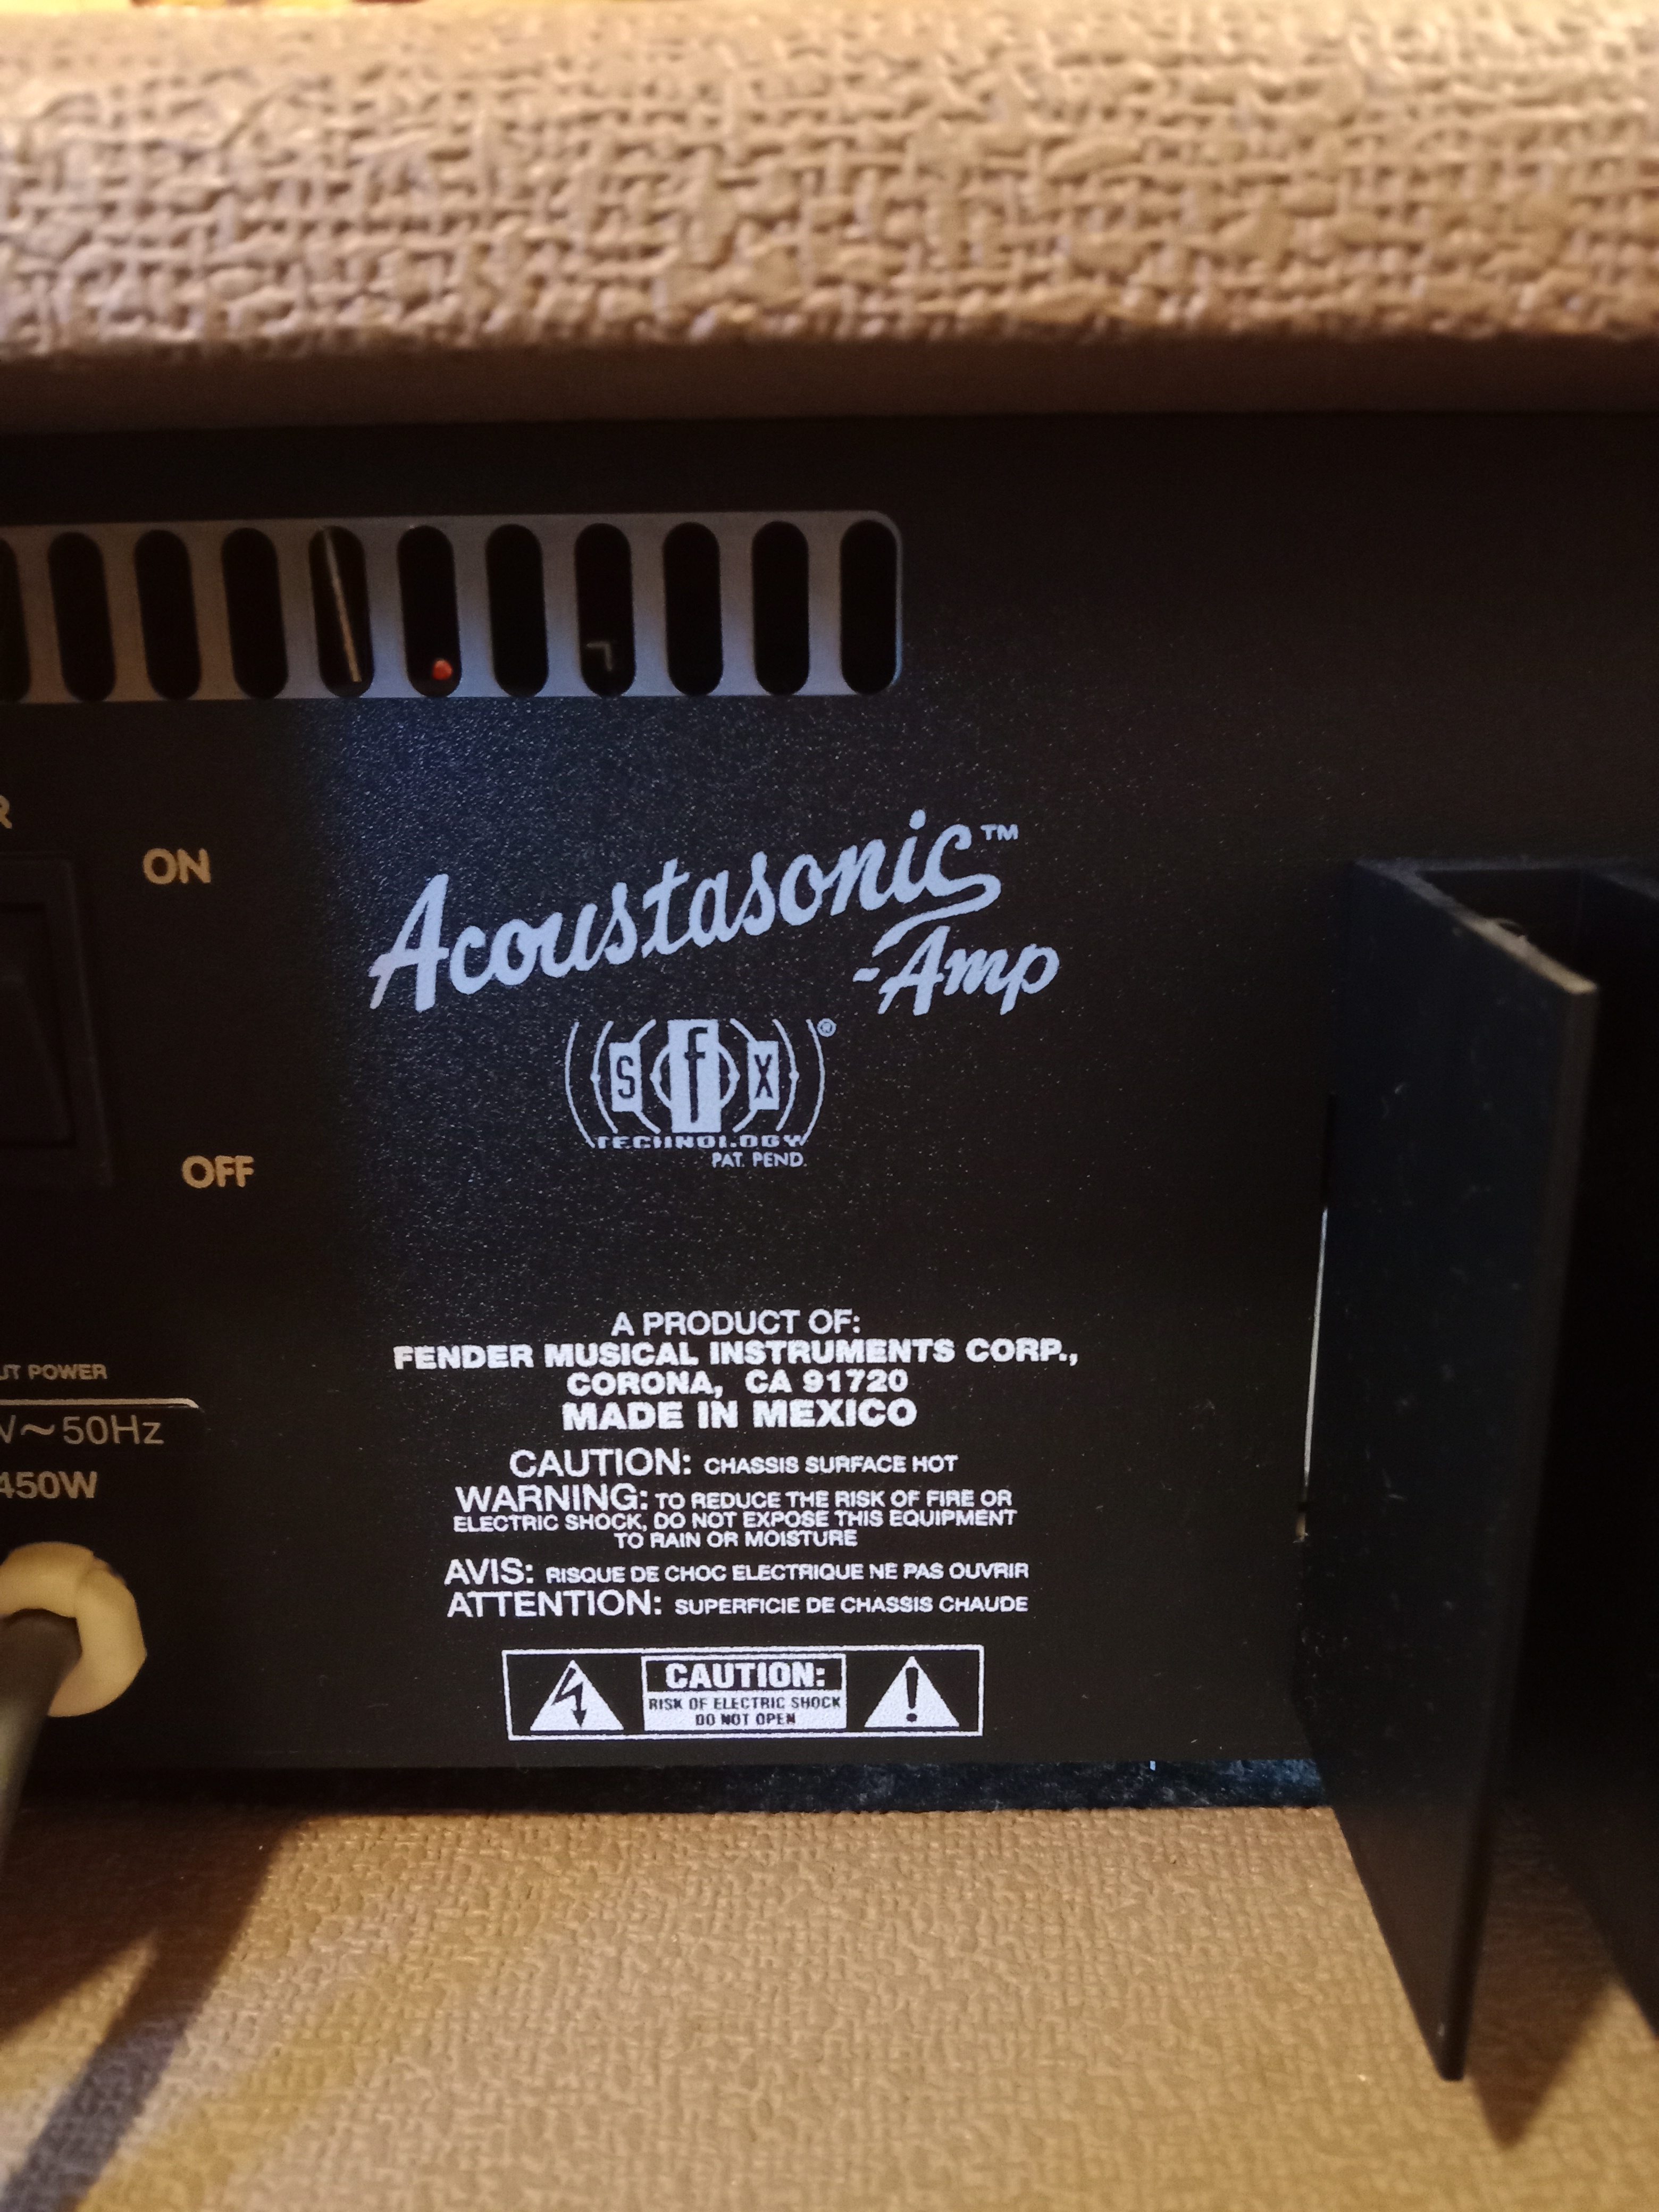 ON
OFF
Acoustasonic™
-Amp
S f X ®
TECHNOLOGY
PAT. PEND.
POWER
50Hz
450W
A PRODUCT OF:
FENDER MUSICAL INSTRUMENTS CORP.,
CORONA, CA 91720
MADE IN MEXICO
CAUTION: CHASSIS SURFACE HOT
WARNING: TO REDUCE THE RISK OF FIRE OR
ELECTRIC SHOCK, DO NOT EXPOSE THIS EQUIPMENT
TO RAIN OR MOISTURE
AVIS: RISQUE DE CHOC ELECTRIQUE NE PAS OUVRIR
ATTENTION: SUPERFICIE DE CHASSIS CHAUDE
CAUTION:
RISK OF ELECTRIC SHOCK
DO NOT OPEN